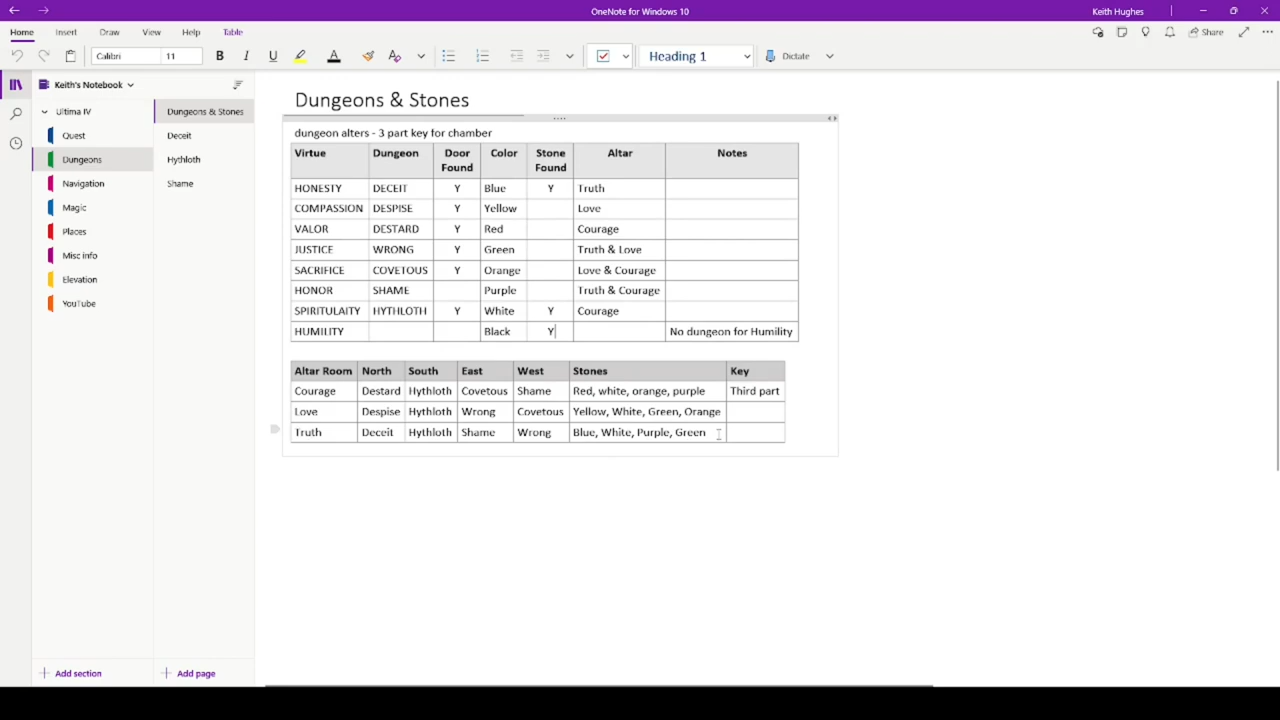 OneNote for Windows 10
Keith Hughes
Home Insert Draw View Help Table
Share
Calibri 11 B I U A A Heading 1 Dictate
Keith's Notebook
Ultima IV
Quest
Dungeons
Navigation
Magic
Places
Misc info
Elevation
YouTube
Add section
Dungeons & Stones
Deceit
Hythloth
Shame
Add page
Dungeons & Stones
dungeon alters - 3 part key for chamber
Virtue Dungeon Door Found Color Stone Found Altar Notes
HONESTY DECEIT Y Blue Y Truth
COMPASSION DESPISE Y Yellow Love
VALOR DESTARD Y Red Courage
JUSTICE WRONG Y Green Truth & Love
SACRIFICE COVETOUS Y Orange Love & Courage
HONOR SHAME Purple Truth & Courage
SPIRITULAITY HYTHLOTH Y White Y Courage
HUMILITY Black Y No dungeon for Humility
Altar Room North South East West Stones Key
Courage Destard Hythloth Covetous Shame Red, white, orange, purple Third part
Love Despise Hythloth Wrong Covetous Yellow, White, Green, Orange
Truth Deceit Hythloth Shame Wrong Blue, White, Purple, Green